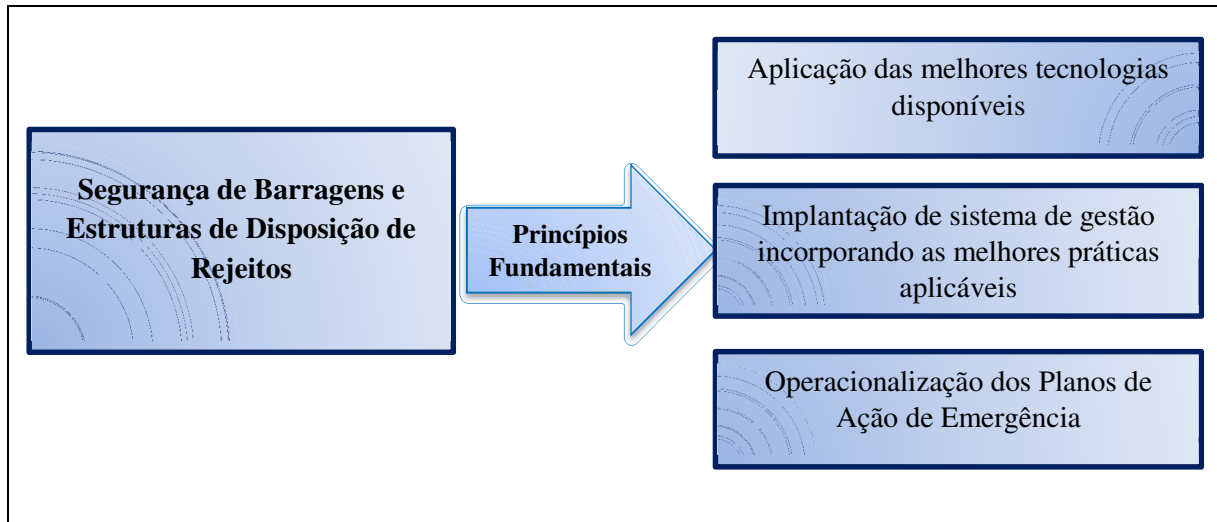 Segurança de Barragens e
Estruturas de Disposição de
Rejeitos
Princípios
Fundamentais
Aplicação das melhores tecnologias
disponíveis
Implantação de sistema de gestão
incorporando as melhores práticas
aplicáveis
Operacionalização dos Planos de
Ação de Emergência